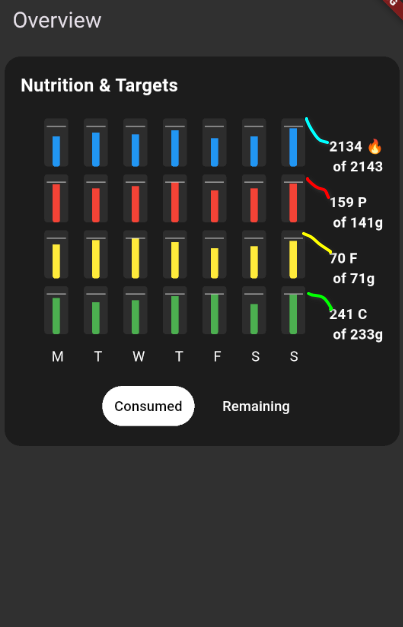 Overview
Nutrition & Targets
2134 🔥
of 2143
159 P
of 141g
70 F
of 71g
241 C
of 233g
M T W T F S S
Consumed Remaining